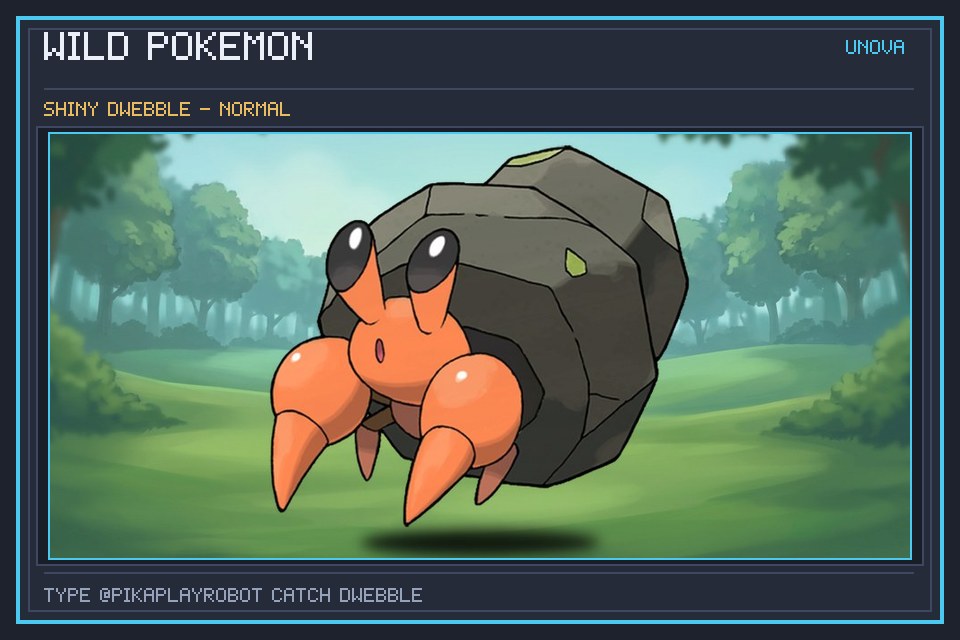 WILD POKEMON
UNOVA
SHINY DWEBBLE - NORMAL
TYPE @PIKAPLAYROBOT CATCH DWEBBLE